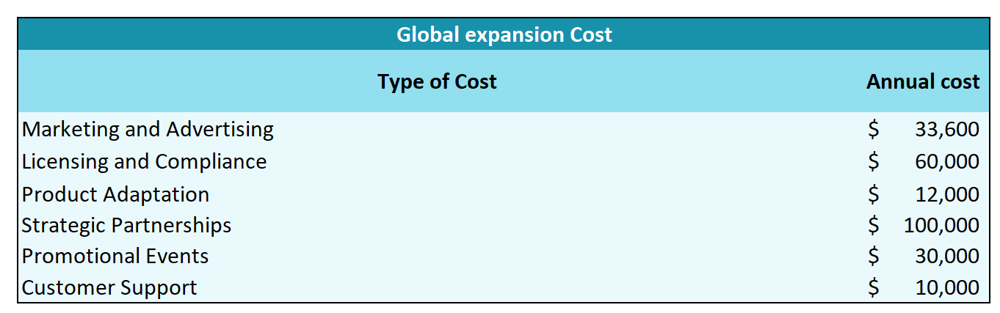 Global expansion Cost
Type of Cost Annual cost
Marketing and Advertising $ 33,600
Licensing and Compliance $ 60,000
Product Adaptation $ 12,000
Strategic Partnerships $ 100,000
Promotional Events $ 30,000
Customer Support $ 10,000